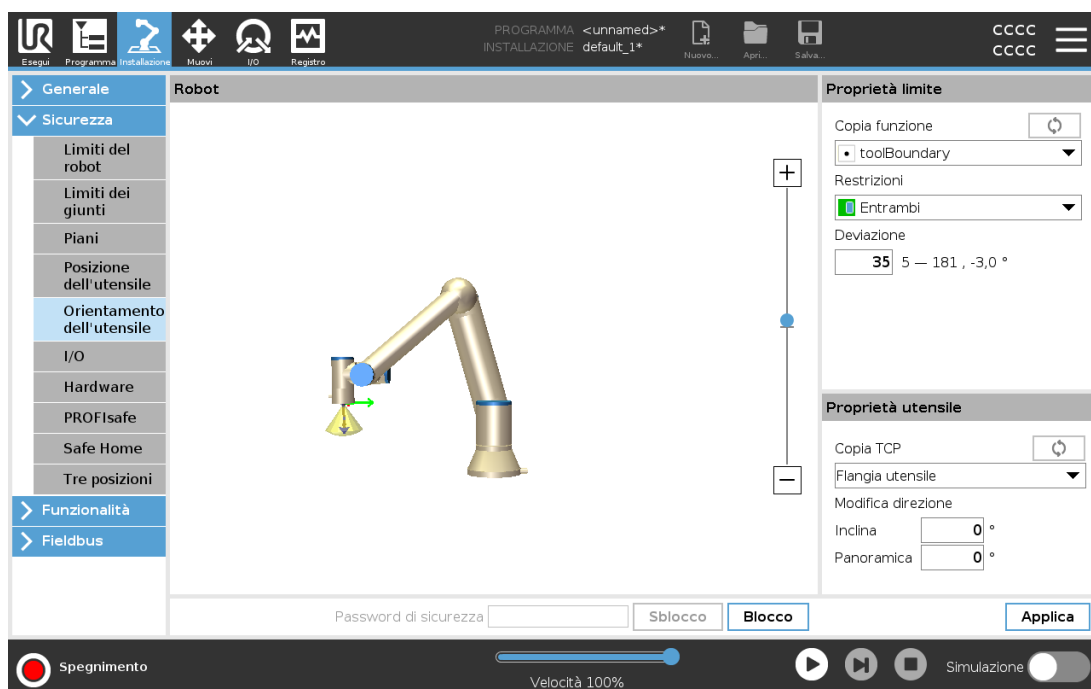 PROGRAMMA <unnamed>*
INSTALLAZIONE default_1*
Esegui Programma Installazione Muovi I/O Registro
Nuovo... Apri... Salva...
CCCC
CCCC
Generale
Sicurezza
Limiti del
robot
Limiti dei
giunti
Piani
Posizione
dell'utensile
Orientamento
dell'utensile
I/O
Hardware
PROFIsafe
Safe Home
Tre posizioni
Funzionalità
Fieldbus
Robot
Proprietà limite
Copia funzione
toolBoundary
Restrizioni
Entrambi
Deviazione
35 5 — 181 , -3,0 °
Proprietà utensile
Copia TCP
Flangia utensile
Modifica direzione
Inclina 0 °
Panoramica 0 °
Password di sicurezza Sblocco Blocco Applica
Spegnimento
Velocità 100%
Simulazione